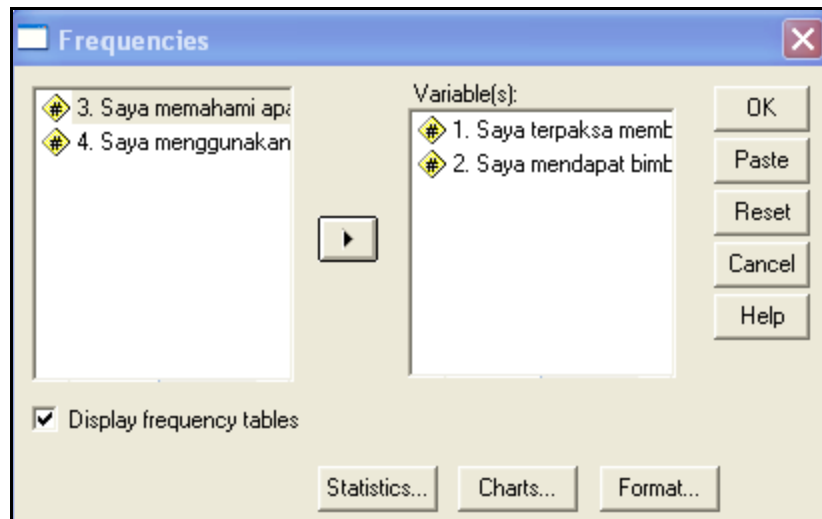 Frequencies
3. Saya memahami apa
4. Saya menggunakan
Variable(s):
1. Saya terpaksa memb
2. Saya mendapat bimb
OK
Paste
Reset
Cancel
Help
Display frequency tables
Statistics...
Charts...
Format...